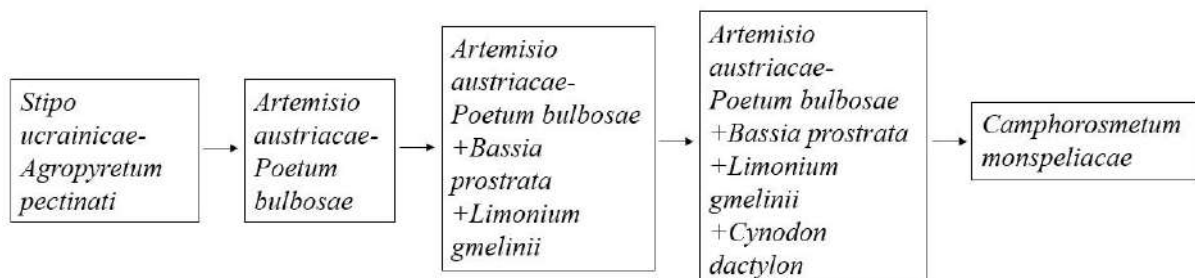 Stipo
ucrainicae-
Agropyretum
pectinati
Artemisio
austriacae-
Poetum
bulbosae
Artemisio
austriacae-
Poetum bulbosae
+Bassia
prostrata
+Limonium
gmelinii
Artemisio
austriacae-
Poetum bulbosae
+Bassia prostrata
+Limonium
gmelinii
+Cynodon
dactylon
Camphorosmetum
monspeliacae